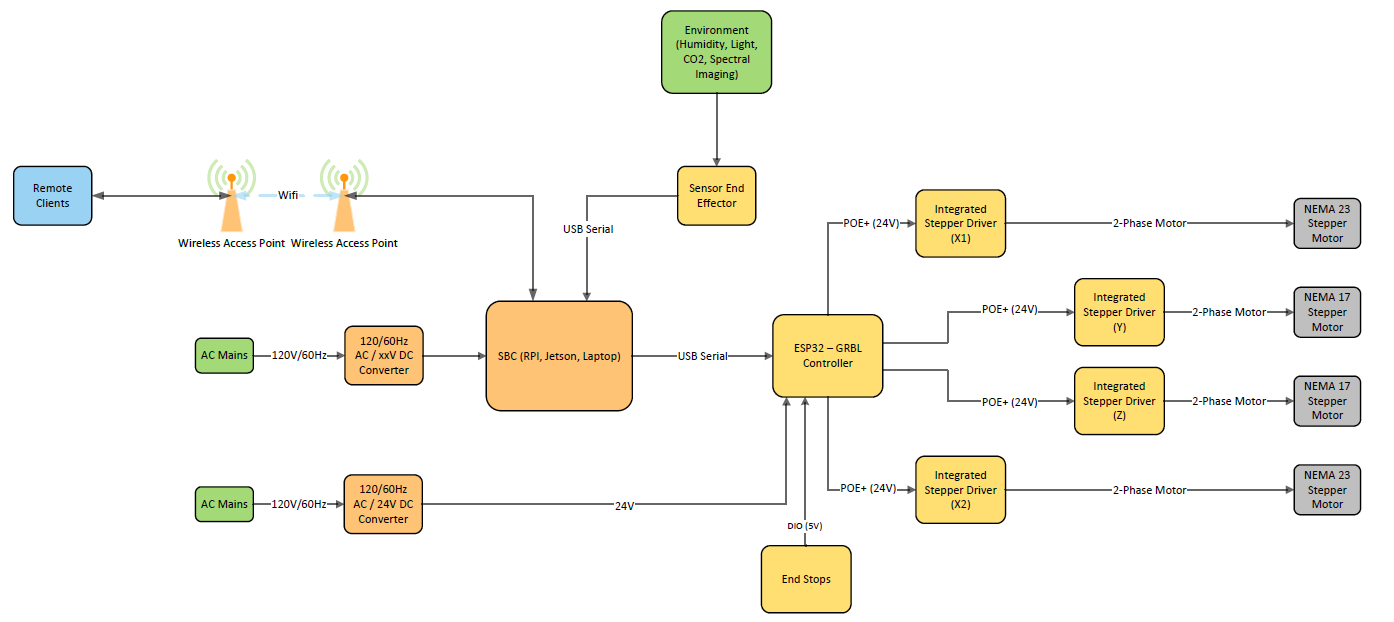 Environment
(Humidity, Light,
CO2, Spectral
Imaging)
Remote
Clients
Wifi
Wireless Access Point
Wireless Access Point
Sensor End
Effector
USB Serial
POE+ (24V)
Integrated
Stepper Driver
(X1)
2-Phase Motor
NEMA 23
Stepper
Motor
POE+ (24V)
Integrated
Stepper Driver
(Y)
2-Phase Motor
NEMA 17
Stepper
Motor
AC Mains
120V/60Hz
120/60Hz
AC / xxV DC
Converter
SBC (RPI, Jetson, Laptop)
USB Serial
ESP32 – GRBL
Controller
POE+ (24V)
Integrated
Stepper Driver
(Z)
2-Phase Motor
NEMA 17
Stepper
Motor
AC Mains
120V/60Hz
120/60Hz
AC / 24V DC
Converter
24V
POE+ (24V)
Integrated
Stepper Driver
(X2)
2-Phase Motor
NEMA 23
Stepper
Motor
DIO (5V)
End Stops